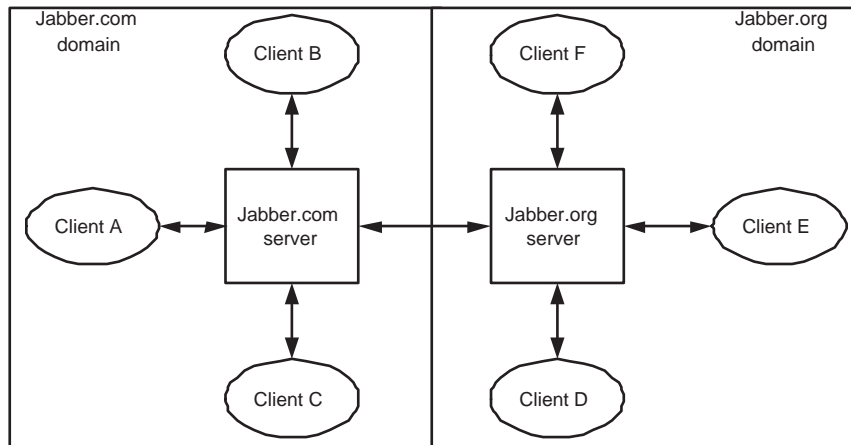 Jabber.com
domain
Client B
Client F
Jabber.org
domain
Client A
Jabber.com
server
Jabber.org
server
Client E
Client C
Client D